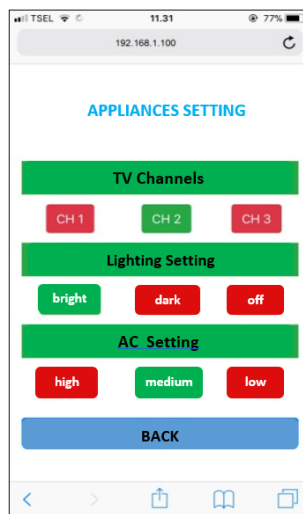 TSEL 11.31 77%
192.168.1.100
APPLIANCES SETTING
TV Channels
CH 1 CH 2 CH 3
Lighting Setting
bright dark off
AC Setting
high medium low
BACK